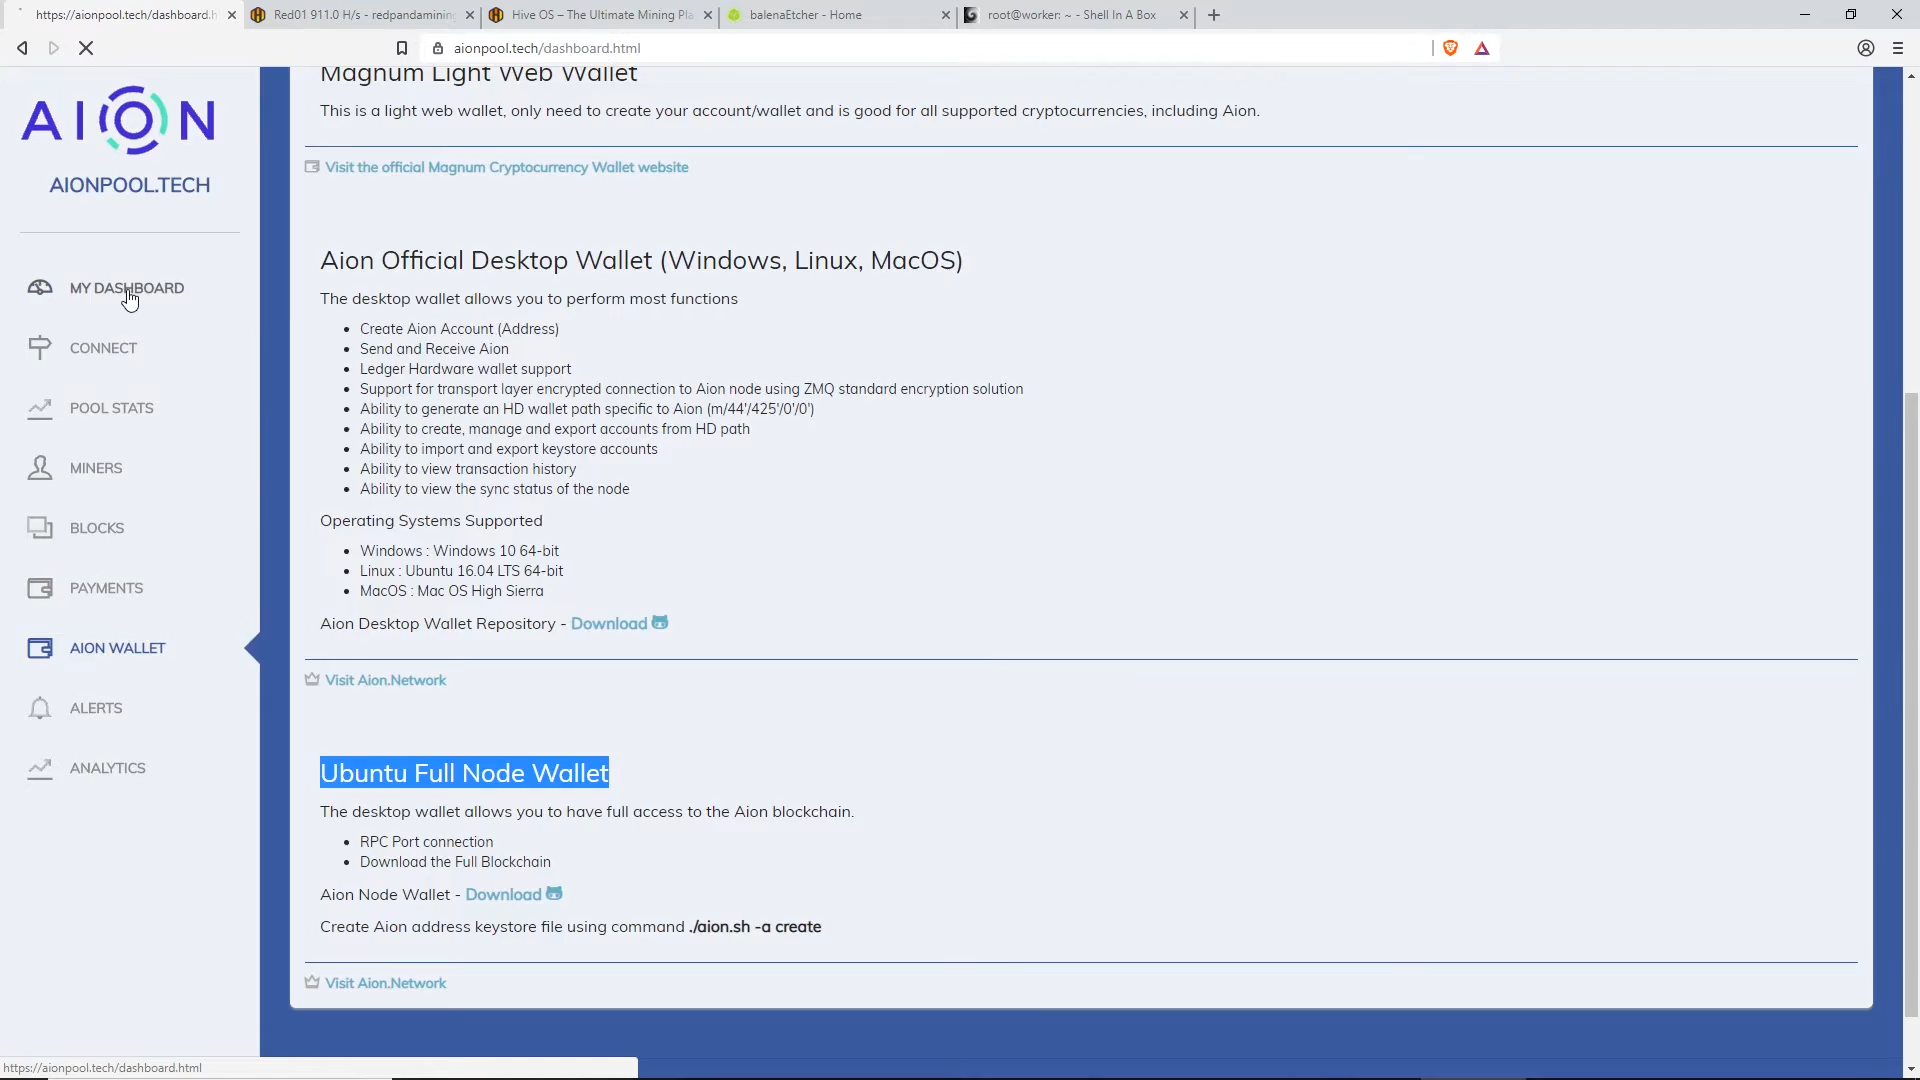 https://aionpool.tech/dashboard.h
Red01 911.0 H/s - redpandamining
Hive OS – The Ultimate Mining Pla
balenaEtcher - Home
root@worker: ~ - Shell In A Box
aionpool.tech/dashboard.html
AION
AIONPOOL.TECH
MY DASHBOARD
CONNECT
POOL STATS
MINERS
BLOCKS
PAYMENTS
AION WALLET
ALERTS
ANALYTICS
Magnum Light Web Wallet
This is a light web wallet, only need to create your account/wallet and is good for all supported cryptocurrencies, including Aion.
Visit the official Magnum Cryptocurrency Wallet website
Aion Official Desktop Wallet (Windows, Linux, MacOS)
The desktop wallet allows you to perform most functions
• Create Aion Account (Address)
• Send and Receive Aion
• Ledger Hardware wallet support
• Support for transport layer encrypted connection to Aion node using ZMQ standard encryption solution
• Ability to generate an HD wallet path specific to Aion (m/44'/425'/0'/0')
• Ability to create, manage and export accounts from HD path
• Ability to import and export keystore accounts
• Ability to view transaction history
• Ability to view the sync status of the node
Operating Systems Supported
• Windows : Windows 10 64-bit
• Linux : Ubuntu 16.04 LTS 64-bit
• MacOS : Mac OS High Sierra
Aion Desktop Wallet Repository - Download
Visit Aion.Network
Ubuntu Full Node Wallet
The desktop wallet allows you to have full access to the Aion blockchain.
• RPC Port connection
• Download the Full Blockchain
Aion Node Wallet - Download
Create Aion address keystore file using command ./aion.sh -a create
Visit Aion.Network
https://aionpool.tech/dashboard.html